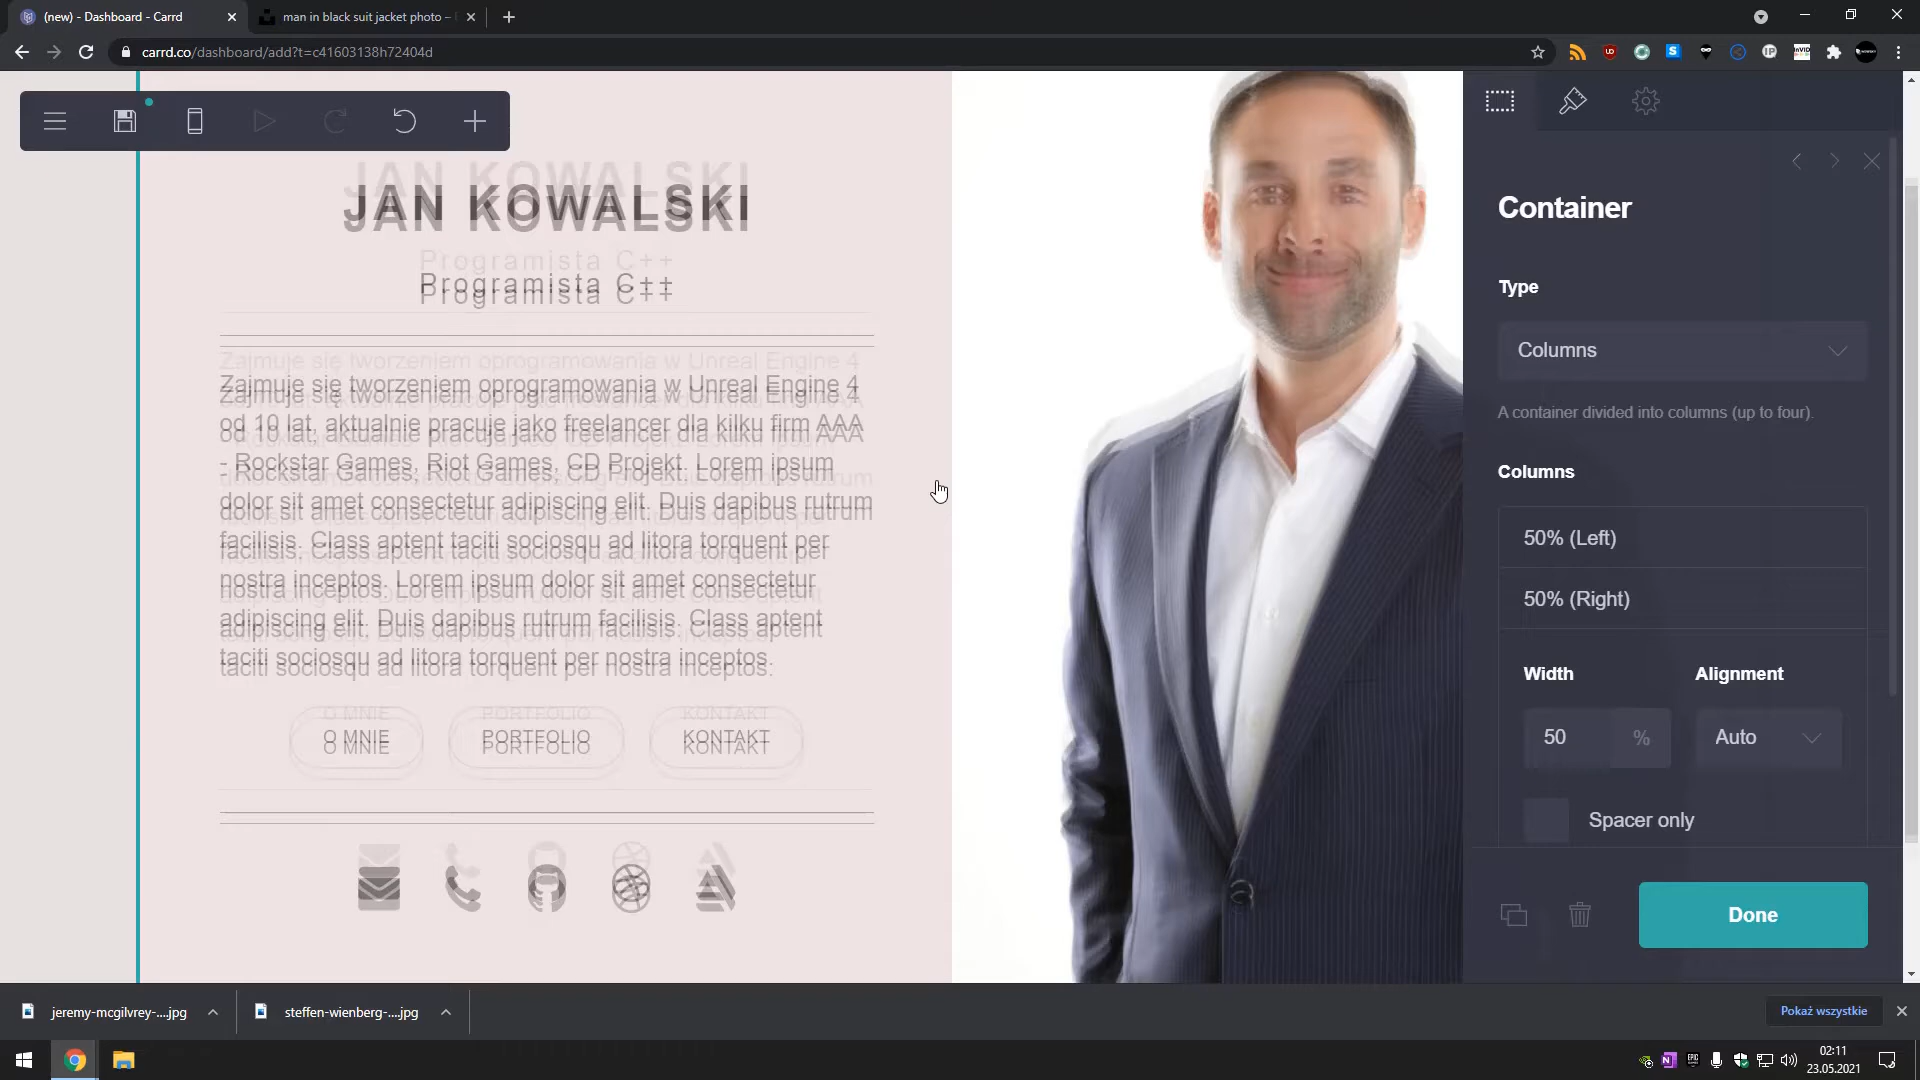 (new) - Dashboard - Carrd
man in black suit jacket photo –
carrd.co/dashboard/add?t=c41603138h72404d
JAN KOWALSKI
Programista C++
Zajmuje się tworzeniem oprogramowania w Unreal Engine 4
od 10 lat, aktualnie pracuję jako freelancer dla kilku firm AAA
- Rockstar Games, Riot Games, CD Projekt. Lorem ipsum
dolor sit amet consectetur adipiscing elit. Duis dapibus rutrum
facilisis. Class aptent taciti sociosqu ad litora torquent per
nostra inceptos. Lorem ipsum dolor sit amet consectetur
adipiscing elit. Duis dapibus rutrum facilisis. Class aptent
taciti sociosqu ad litora torquent per nostra inceptos.
O MNIE
PORTFOLIO
KONTAKT
Container
Type
Columns
A container divided into columns (up to four).
Columns
50% (Left)
50% (Right)
Width
Alignment
50 %
Auto
Spacer only
Done
jeremy-mcgilvrey-....jpg
steffen-wienberg-....jpg
Pokaż wszystkie
02:11
23.05.2021